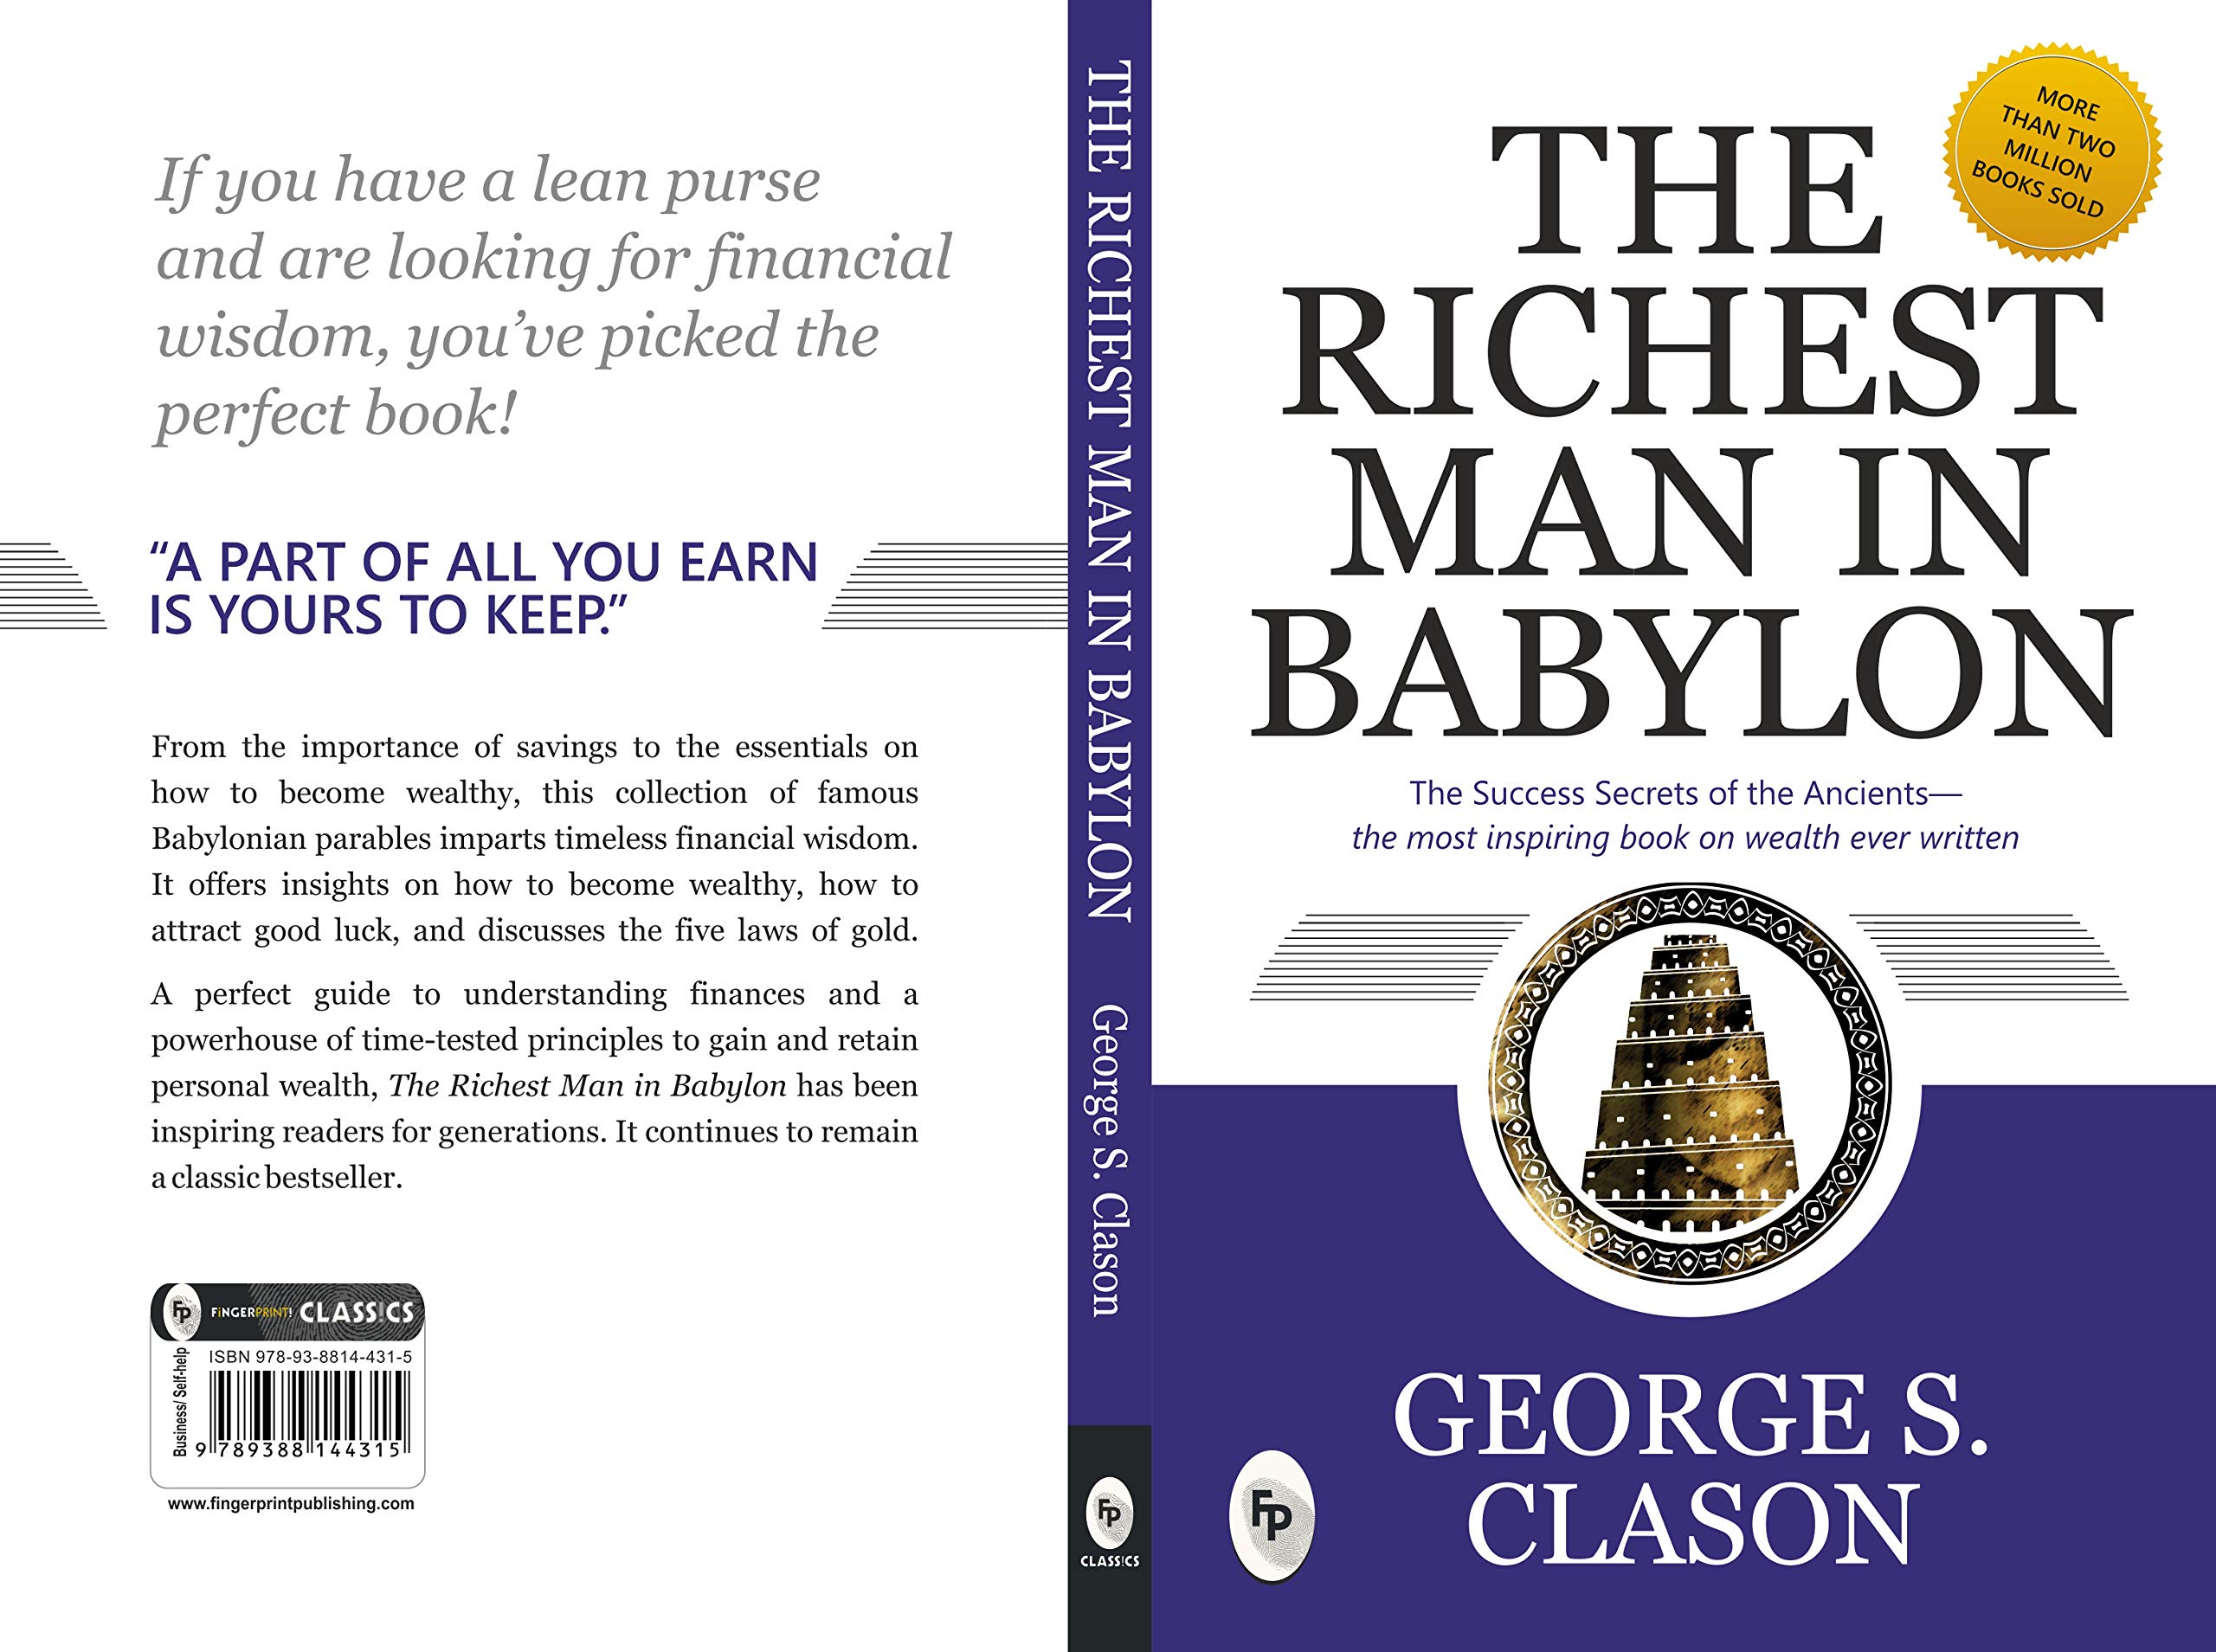 If you have a lean purse
and are looking for financial
wisdom, you’ve picked the
perfect book!
“A PART OF ALL YOU EARN
IS YOURS TO KEEP.”
From the importance of savings to the essentials on
how to become wealthy, this collection of famous
Babylonian parables imparts timeless financial wisdom.
It offers insights on how to become wealthy, how to
attract good luck, and discusses the five laws of gold.
A perfect guide to understanding finances and a
powerhouse of time-tested principles to gain and retain
personal wealth, The Richest Man in Babylon has been
inspiring readers for generations. It continues to remain
a classic bestseller.
FP FiNGERPRINT! CLASS!CS
ISBN 978-93-8814-431-5
Business/ Self-help
9 789388 144315
www.fingerprintpublishing.com
THE RICHEST MAN IN BABYLON
George S. Clason
FP
CLASS!CS
MORE
THAN TWO
MILLION
BOOKS SOLD
THE
RICHEST
MAN IN
BABYLON
The Success Secrets of the Ancients—
the most inspiring book on wealth ever written
GEORGE S.
CLASON
FP